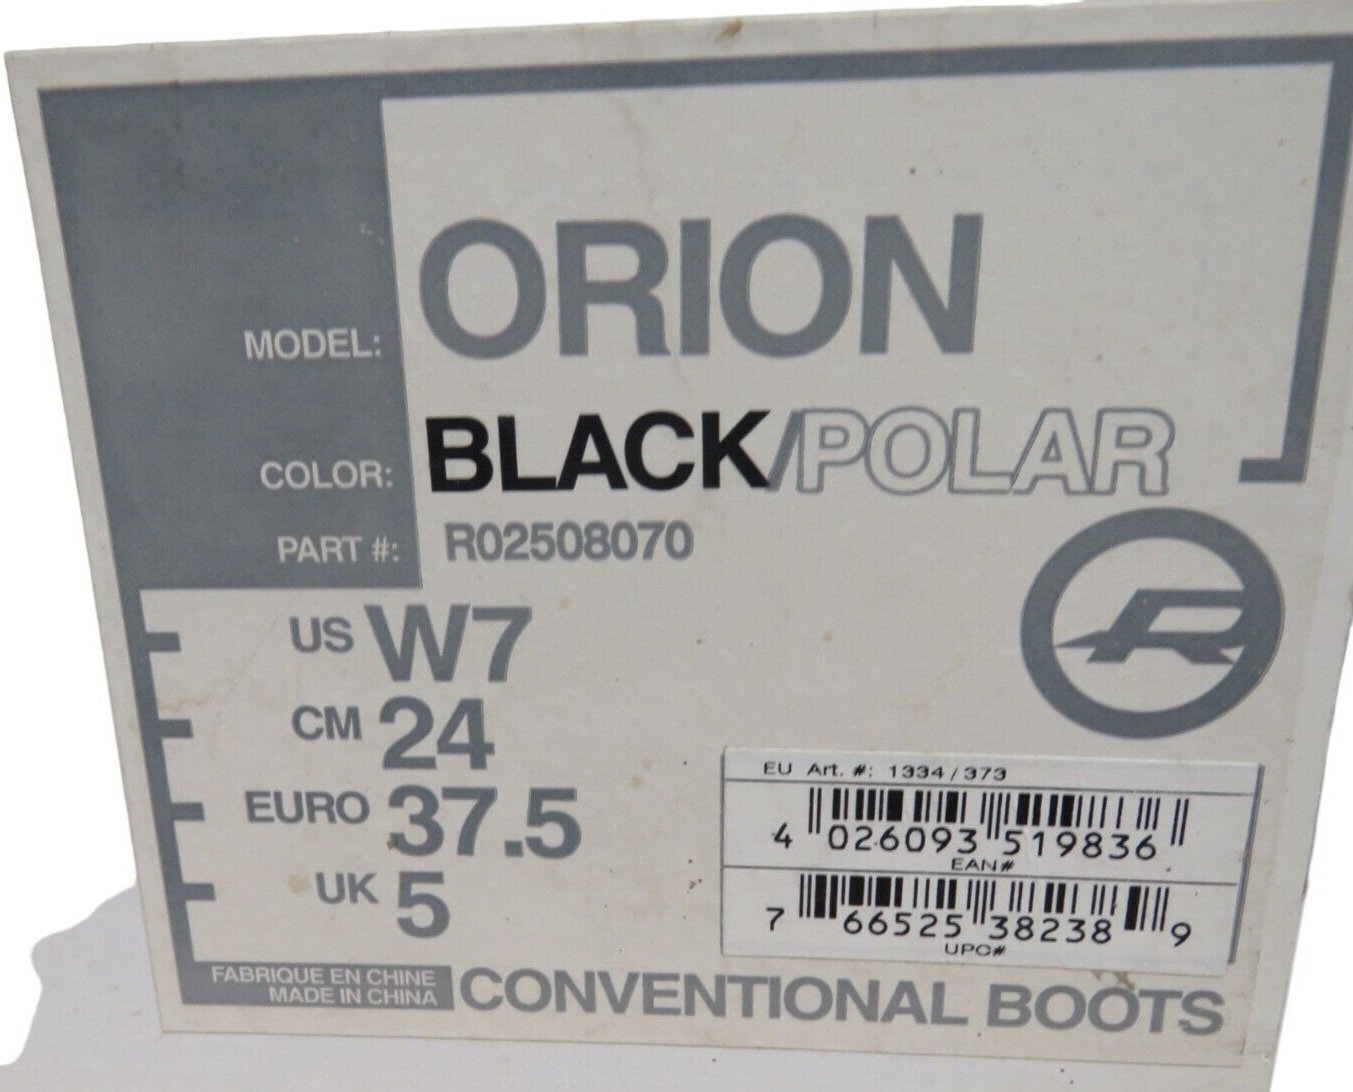 MODEL: ORION
COLOR: BLACK/POLAR
PART #: R02508070
US W7
CM 24
EURO 37.5
UK 5
EU Art. #: 1334/373
4 026093 519836
EAN#
7 66525 38238 9
UPC#
FABRIQUE EN CHINE
MADE IN CHINA
CONVENTIONAL BOOTS